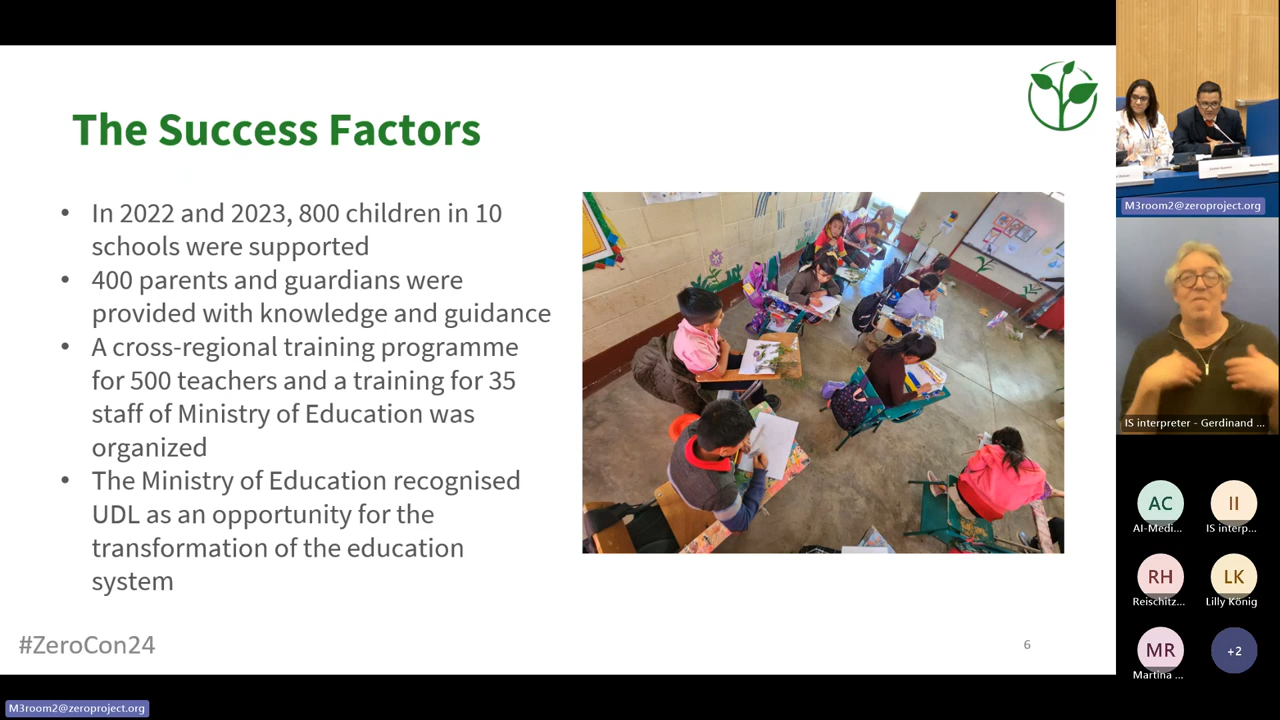 The Success Factors
• In 2022 and 2023, 800 children in 10
schools were supported
• 400 parents and guardians were
provided with knowledge and guidance
• A cross-regional training programme
for 500 teachers and a training for 35
staff of Ministry of Education was
organized
• The Ministry of Education recognised
UDL as an opportunity for the
transformation of the education
system
#ZeroCon24
6
M3room2@zeroproject.org
M3room2@zeroproject.org
IS interpreter - Gerdinand ...
AC
AI-Medi...
II
IS interp...
RH
Reischitz...
LK
Lilly König
MR
Martina ...
+2